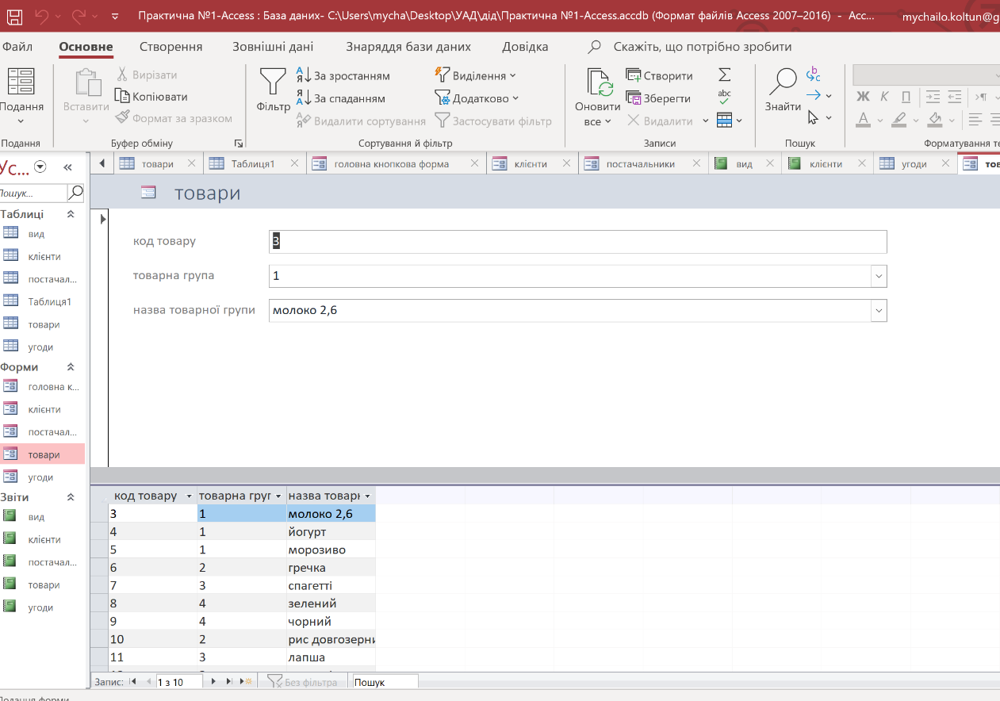 Практична №1-Access : База даних- C:\Users\mycha\Desktop\УАД\дід\Практична №1-Access.accdb (Формат файлів Access 2007–2016) - Acc... mychailo.koltun@g
Файл Основне Створення Зовнішні дані Знаряддя бази даних Довідка Скажіть, що потрібно зробити
Подання
Вставити
Вирізати
Копіювати
Формат за зразком
Фільтр
За зростанням
За спаданням
Видалити сортування
Виділення
Додатково
Застосувати фільтр
Оновити все
Створити
Зберегти
Видалити
Знайти
Ж К П
Подання Буфер обміну Сортування й фільтр Записи Пошук Форматування те
Ус... «
товари Таблиця1 головна кнопкова форма клієнти постачальники вид клієнти угоди тов
Пошук...
Таблиці
вид
клієнти
постачал...
Таблиця1
товари
угоди
Форми
головна к...
клієнти
постачал...
товари
угоди
Звіти
вид
клієнти
постачал...
товари
угоди
товари
код товару 3
товарна група 1
назва товарної групи молоко 2,6
код товару товарна груп назва товарн
3 1 молоко 2,6
4 1 йогурт
5 1 морозиво
6 2 гречка
7 3 спагетті
8 4 зелений
9 4 чорний
10 2 рис довгозерни
11 3 лапша
Запис: 1 з 10 Без фільтра Пошук
Подання форми